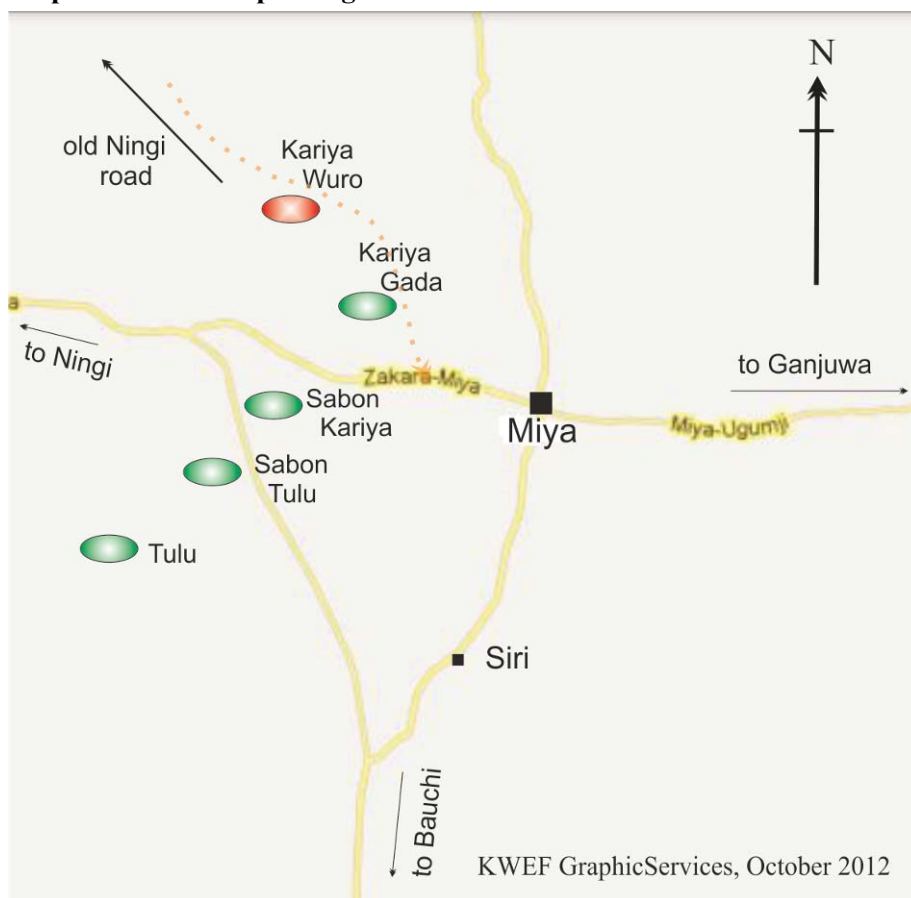 N
old Ningi
road
Kariya
Wuro
Kariya
Gada
a
to Ningi
Zakara-Miya
to Ganjuwa
Sabon
Kariya
Miya
Miya-Ugumji
Sabon
Tulu
Tulu
Siri
to Bauchi
KWEF GraphicServices, October 2012